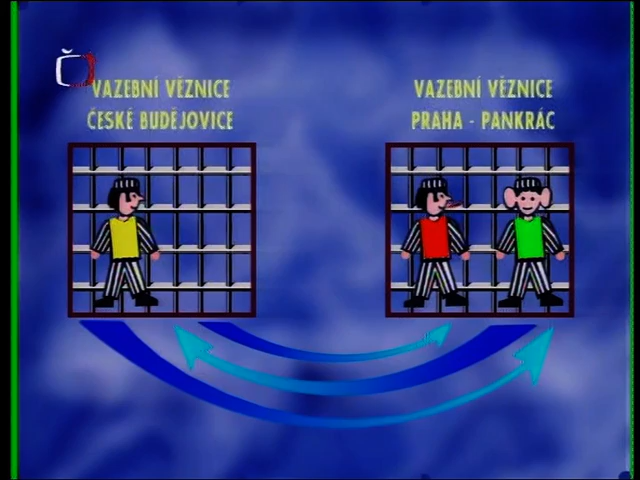 VAZEBNÍ VĚZNICE
ČESKÉ BUDĚJOVICE
VAZEBNÍ VĚZNICE
PRAHA - PANKRÁC